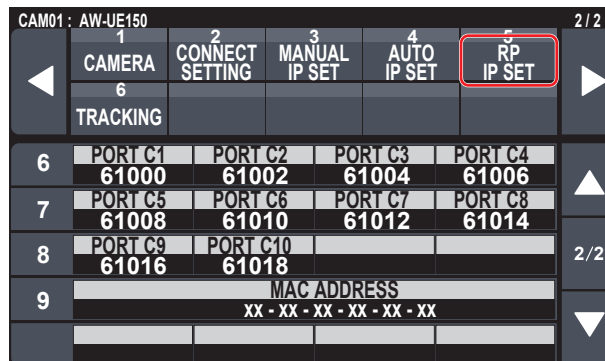 CAM01 : AW-UE150 2 / 2
1 2 3 4 5
CAMERA CONNECT SETTING MANUAL IP SET AUTO IP SET RP IP SET
6
TRACKING
6 PORT C1 PORT C2 PORT C3 PORT C4
61000 61002 61004 61006
7 PORT C5 PORT C6 PORT C7 PORT C8
61008 61010 61012 61014
8 PORT C9 PORT C10
61016 61018
2/2
9 MAC ADDRESS
XX - XX - XX - XX - XX - XX